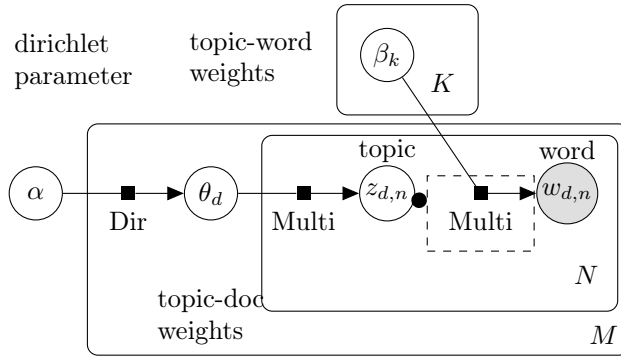 dirichlet
parameter
topic-word
weights
β_k
K
topic
word
α
θ_d
z_{d,n}
w_{d,n}
Dir
Multi
Multi
N
topic-doc
weights
M